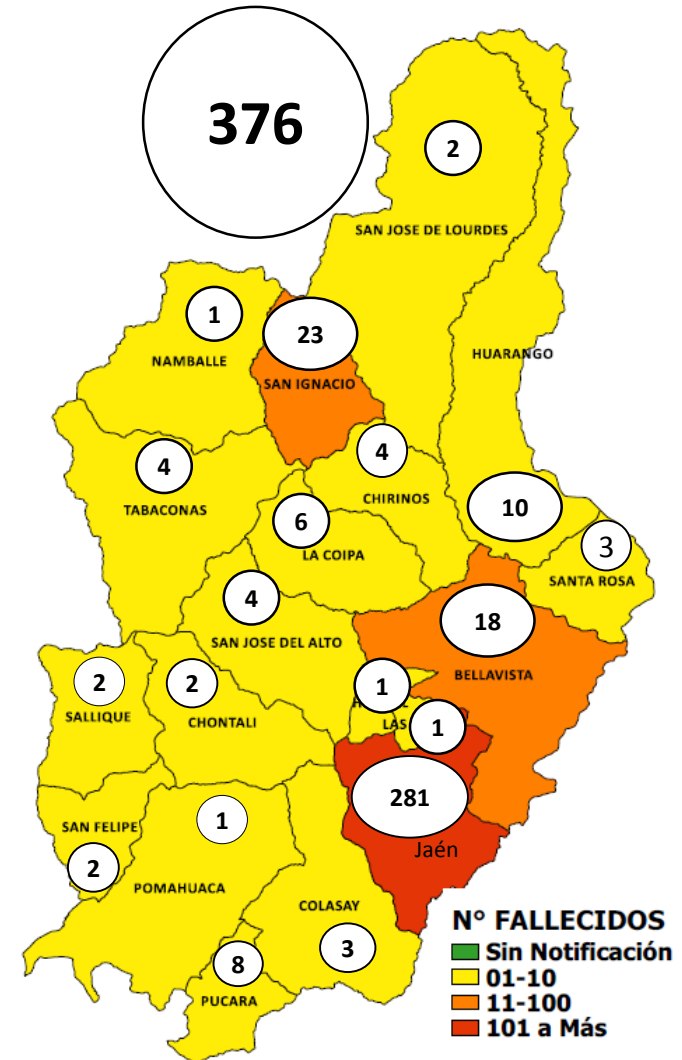 376
2
SAN JOSE DE LOURDES
1
NAMBALLE
23
SAN IGNACIO
HUARANGO
4
TABACONAS
4
CHIRINOS
10
6
LA COIPA
3
SANTA ROSA
4
SAN JOSE DEL ALTO
18
BELLAVISTA
2
SALLIQUE
2
CHONTALI
1
LAS
1
281
Jaén
SAN FELIPE
2
1
POMAHUACA
COLASAY
3
8
PUCARA
N° FALLECIDOS
Sin Notificación
01-10
11-100
101 a Más